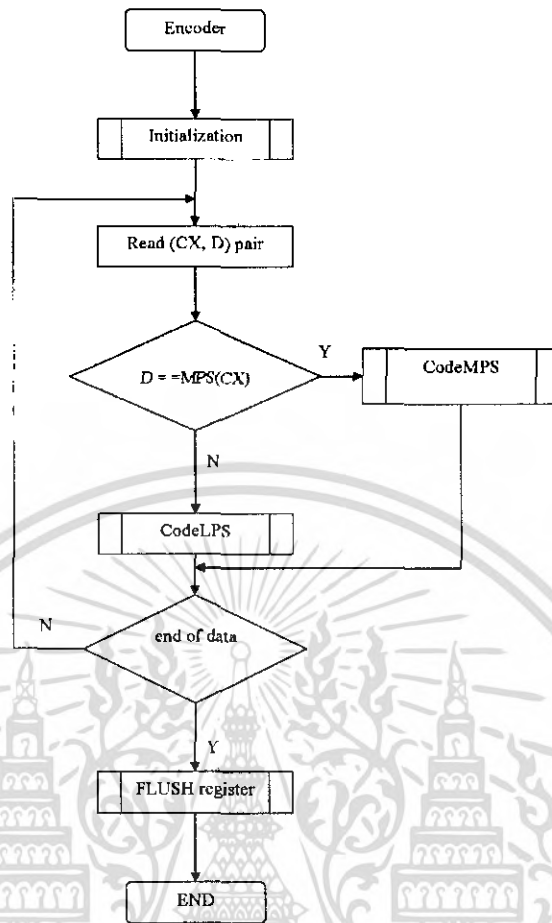 Encoder
Initialization
Read (CX, D) pair
D = =MPS(CX)
Y
CodeMPS
N
CodeLPS
N
end of data
Y
FLUSH register
END